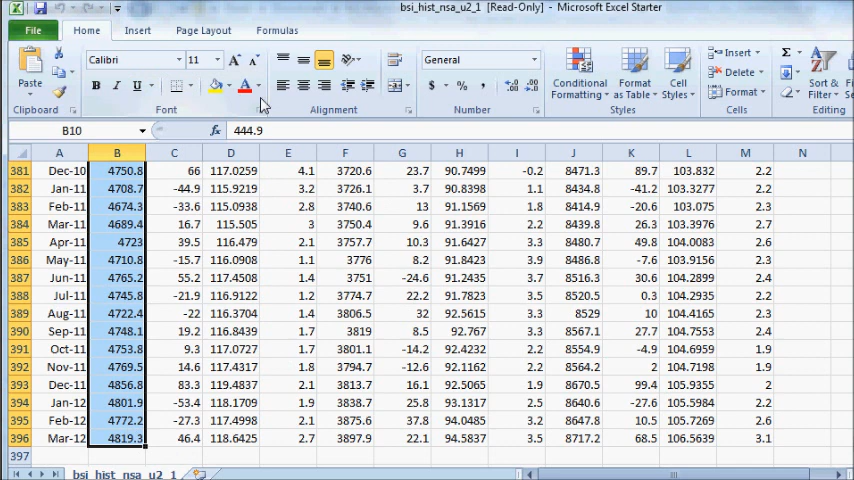 bsi_hist_nsa_u2_1 [Read-Only] - Microsoft Excel Starter
File Home Insert Page Layout Formulas
Calibri 11 General Insert Σ
Delete
Paste Conditional Format Cell Format Sort
Formatting as Table Styles Filter
Clipboard Font Alignment Number Styles Cells Editing
B10 fx 444.9
A B C D E F G H I J K L M N
381 Dec-10 4750.8 66 117.0259 4.1 3720.6 23.7 90.7499 -0.2 8471.3 89.7 103.832 2.2
382 Jan-11 4708.7 -44.9 115.9219 3.2 3726.1 3.7 90.8398 1.1 8434.8 -41.2 103.3277 2.2
383 Feb-11 4674.3 -33.6 115.0938 2.8 3740.6 13 91.1569 1.8 8414.9 -20.6 103.075 2.3
384 Mar-11 4689.4 16.7 115.505 3 3750.4 9.6 91.3916 2.2 8439.8 26.3 103.3976 2.7
385 Apr-11 4723 39.5 116.479 2.1 3757.7 10.3 91.6427 3.3 8480.7 49.8 104.0083 2.6
386 May-11 4710.8 -15.7 116.0908 1.4 3776 8.2 91.8423 3.9 8486.8 -7.6 103.9156 2.3
387 Jun-11 4765.2 55.2 117.4508 1.4 3751 -24.6 91.2435 3.7 8516.3 30.6 104.2899 2.4
388 Jul-11 4745.8 -21.9 116.9122 1.2 3774.7 22.2 91.7823 3.5 8520.5 0.3 104.2935 2.2
389 Aug-11 4722.4 -22 116.3704 1.4 3806.5 32 92.5615 3.3 8529 10 104.4165 2.3
390 Sep-11 4748.1 19.2 116.8439 1.7 3819 8.5 92.767 3.3 8567.1 27.7 104.7553 2.4
391 Oct-11 4753.8 9.3 117.0727 1.7 3801.1 -14.2 92.4232 2.2 8554.9 -4.9 104.6959 1.9
392 Nov-11 4769.5 14.6 117.4317 1.8 3794.7 -12.6 92.1162 2.2 8564.2 2 104.7198 1.9
393 Dec-11 4856.8 83.3 119.4837 2.1 3813.7 16.1 92.5065 1.9 8670.5 99.4 105.9355 2
394 Jan-12 4801.9 -53.4 118.1709 1.9 3838.7 25.8 93.1317 2.5 8640.6 -27.6 105.5984 2.2
395 Feb-12 4772.2 -27.3 117.4998 1.5 3875.6 37.8 94.0485 3.2 8647.8 10.5 105.7269 2.6
396 Mar-12 4819.3 46.4 118.6425 2.7 3897.9 22.1 94.5837 3.5 8717.2 68.5 106.5639 3.1
397
bsi_hist_nsa_u2_1